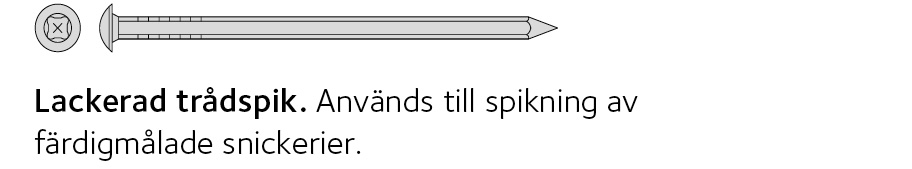 Lackerad trådspik. Används till spikning av
färdigmålade snickerier.